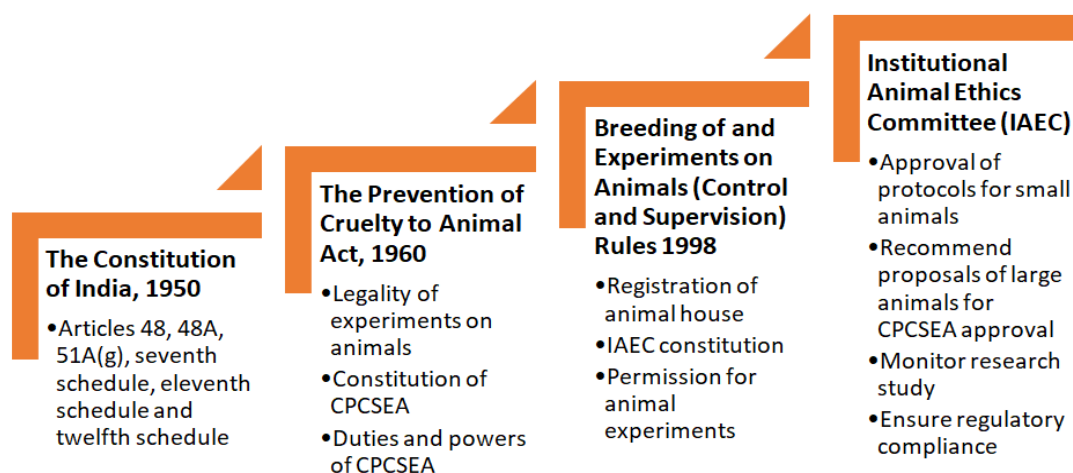 The Constitution
of India, 1950
•Articles 48, 48A,
51A(g), seventh
schedule, eleventh
schedule and
twelfth schedule
The Prevention of
Cruelty to Animal
Act, 1960
•Legality of
experiments on
animals
•Constitution of
CPCSEA
•Duties and powers
of CPCSEA
Breeding of and
Experiments on
Animals (Control
and Supervision)
Rules 1998
•Registration of
animal house
•IAEC constitution
•Permission for
animal
experiments
Institutional
Animal Ethics
Committee (IAEC)
•Approval of
protocols for small
animals
•Recommend
proposals of large
animals for
CPCSEA approval
•Monitor research
study
•Ensure regulatory
compliance